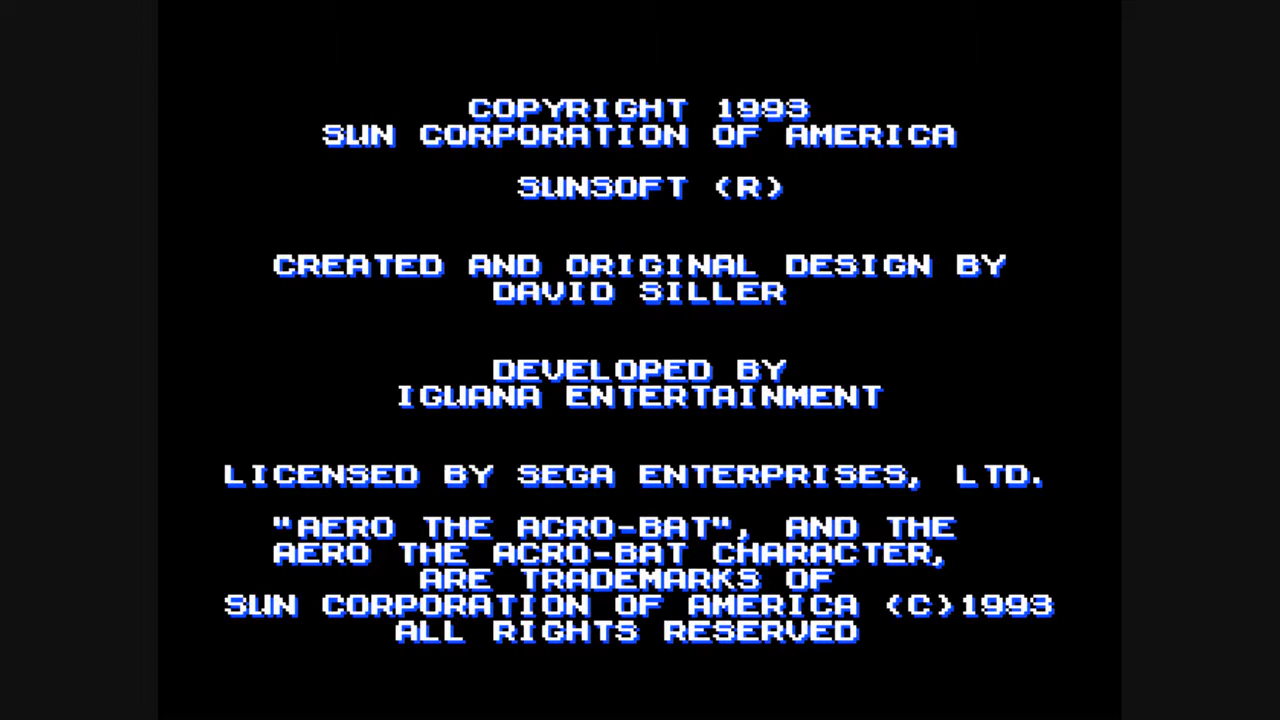 COPYRIGHT 1993
SUN CORPORATION OF AMERICA
SUNSOFT (R)
CREATED AND ORIGINAL DESIGN BY
DAVID SILLER
DEVELOPED BY
IGUANA ENTERTAINMENT
LICENSED BY SEGA ENTERPRISES, LTD.
"AERO THE ACRO-BAT", AND THE
AERO THE ACRO-BAT CHARACTER,
ARE TRADEMARKS OF
SUN CORPORATION OF AMERICA (C)1993
ALL RIGHTS RESERVED